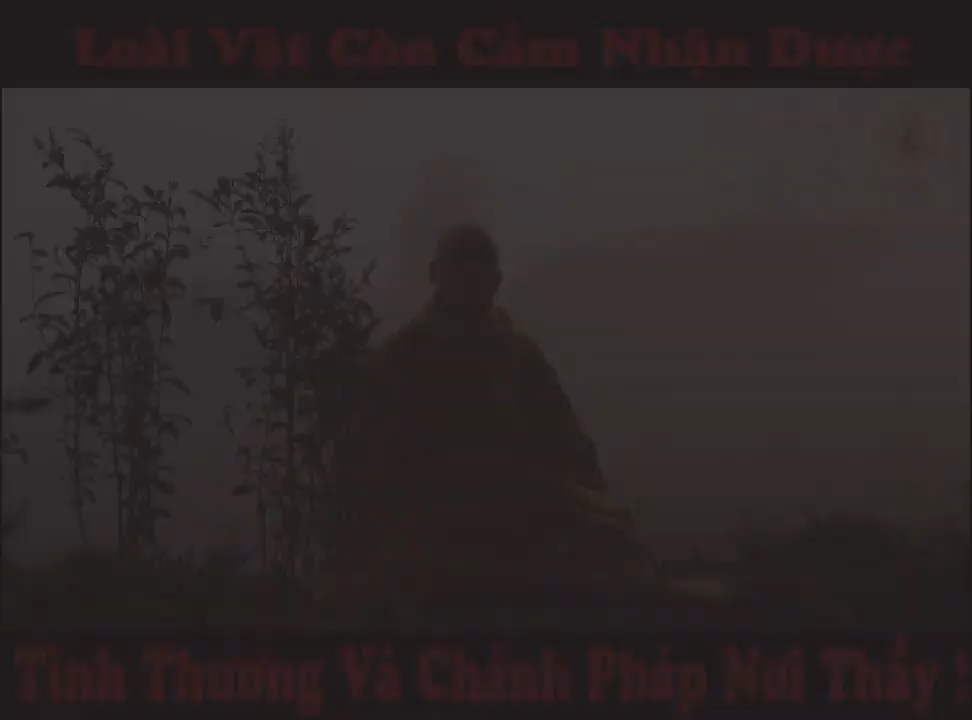 Loài Vật Còn Cảm Nhận Được
Tình Thương Và Chánh Pháp Nơi Thầy